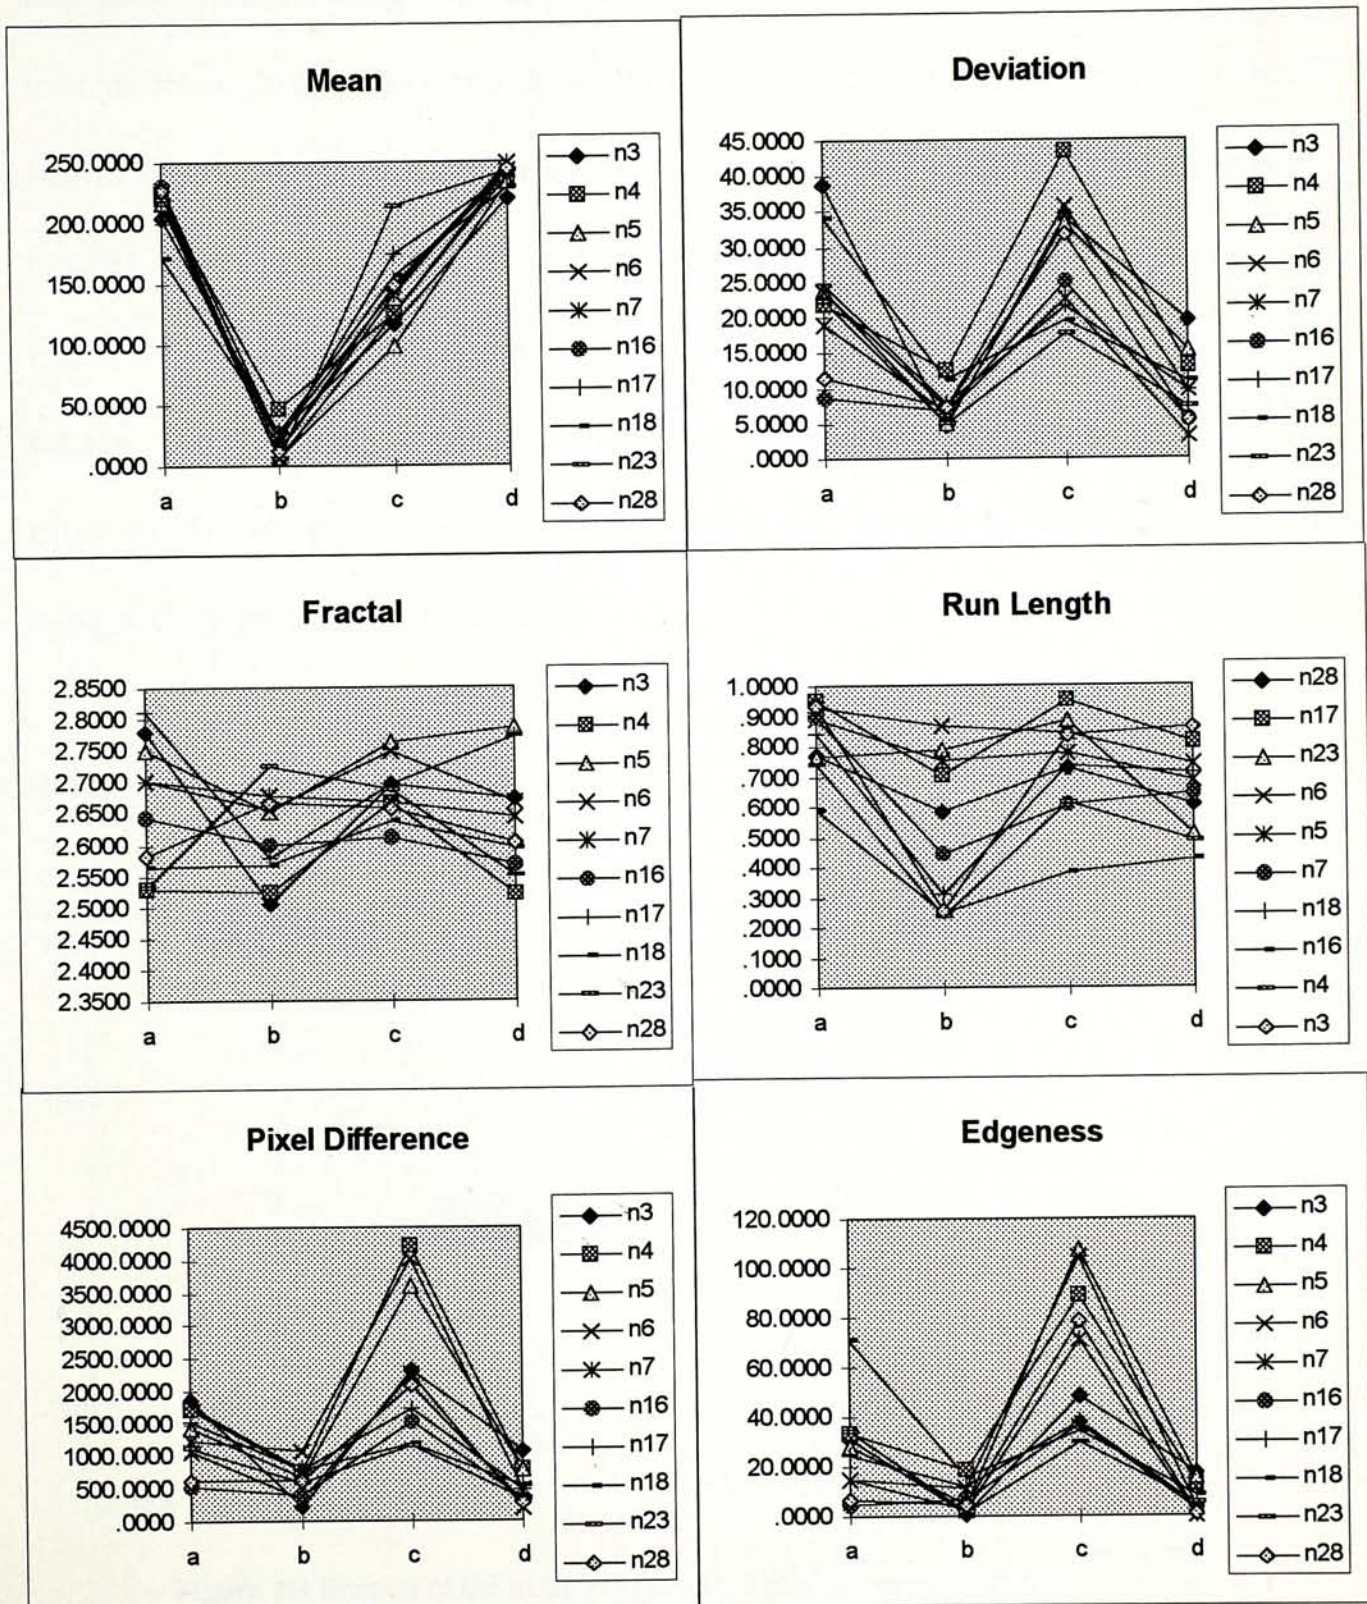 Mean
250.0000
200.0000
150.0000
100.0000
50.0000
.0000
a b c d
n3
n4
n5
n6
n7
n16
n17
n18
n23
n28
Deviation
45.0000
40.0000
35.0000
30.0000
25.0000
20.0000
15.0000
10.0000
5.0000
.0000
a b c d
n3
n4
n5
n6
n7
n16
n17
n18
n23
n28
Fractal
2.8500
2.8000
2.7500
2.7000
2.6500
2.6000
2.5500
2.5000
2.4500
2.4000
2.3500
a b c d
n3
n4
n5
n6
n7
n16
n17
n18
n23
n28
Run Length
1.0000
.9000
.8000
.7000
.6000
.5000
.4000
.3000
.2000
.1000
.0000
a b c d
n28
n17
n23
n6
n5
n7
n18
n16
n4
n3
Pixel Difference
4500.0000
4000.0000
3500.0000
3000.0000
2500.0000
2000.0000
1500.0000
1000.0000
500.0000
.0000
a b c d
n3
n4
n5
n6
n7
n16
n17
n18
n23
n28
Edgeness
120.0000
100.0000
80.0000
60.0000
40.0000
20.0000
.0000
a b c d
n3
n4
n5
n6
n7
n16
n17
n18
n23
n28